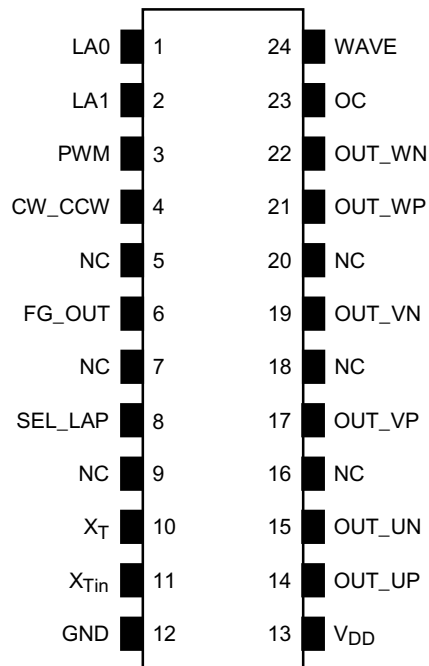 LA0 1 24 WAVE
LA1 2 23 OC
PWM 3 22 OUT_WN
CW_CCW 4 21 OUT_WP
NC 5 20 NC
FG_OUT 6 19 OUT_VN
NC 7 18 NC
SEL_LAP 8 17 OUT_VP
NC 9 16 NC
XT 10 15 OUT_UN
XTin 11 14 OUT_UP
GND 12 13 VDD